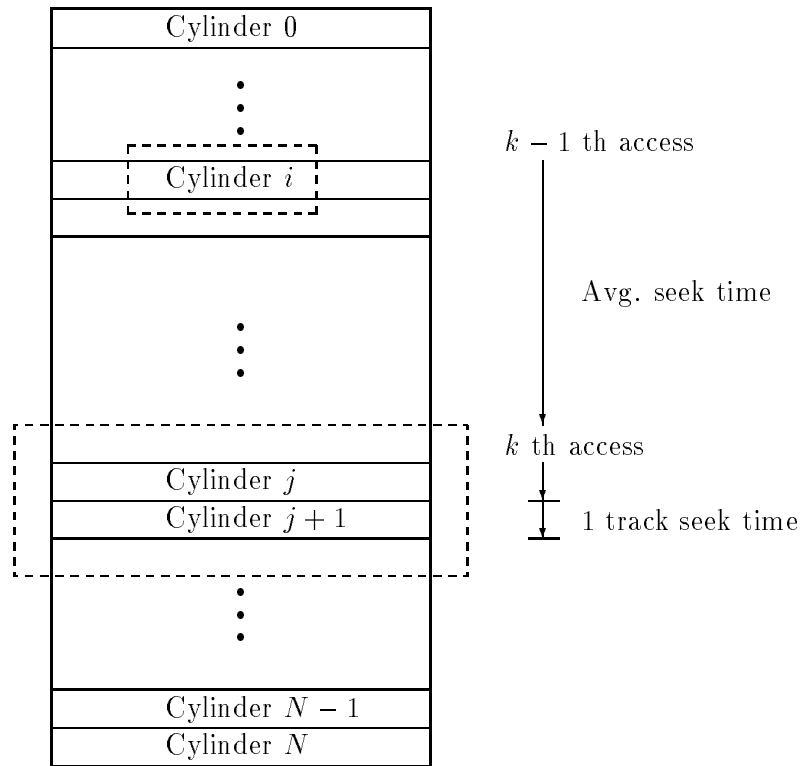 Cylinder 0
k − 1 th access
Cylinder i
Avg. seek time
k th access
Cylinder j
Cylinder j + 1
1 track seek time
Cylinder N − 1
Cylinder N